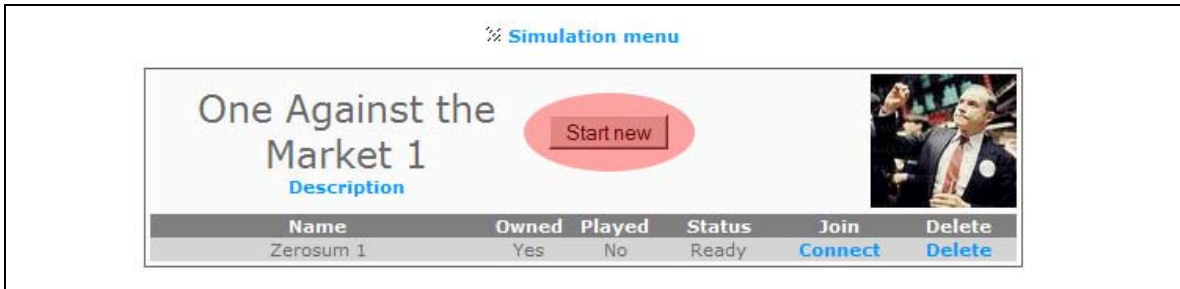 Simulation menu
One Against the
Market 1
Start new
Description
Name Owned Played Status Join Delete
Zerosum 1 Yes No Ready Connect Delete